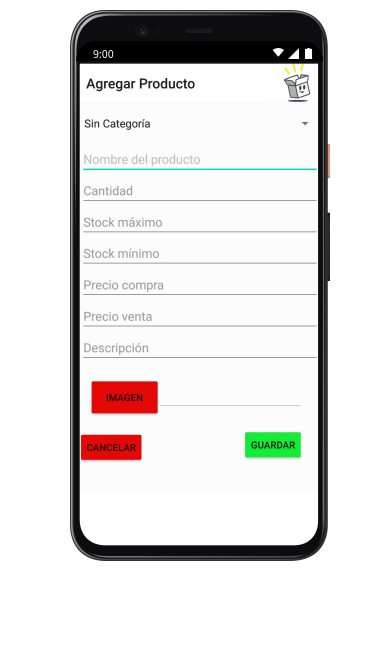 9:00
Agregar Producto
Sin Categoría
Nombre del producto
Cantidad
Stock máximo
Stock mínimo
Precio compra
Precio venta
Descripción
IMAGEN
CANCELAR
GUARDAR